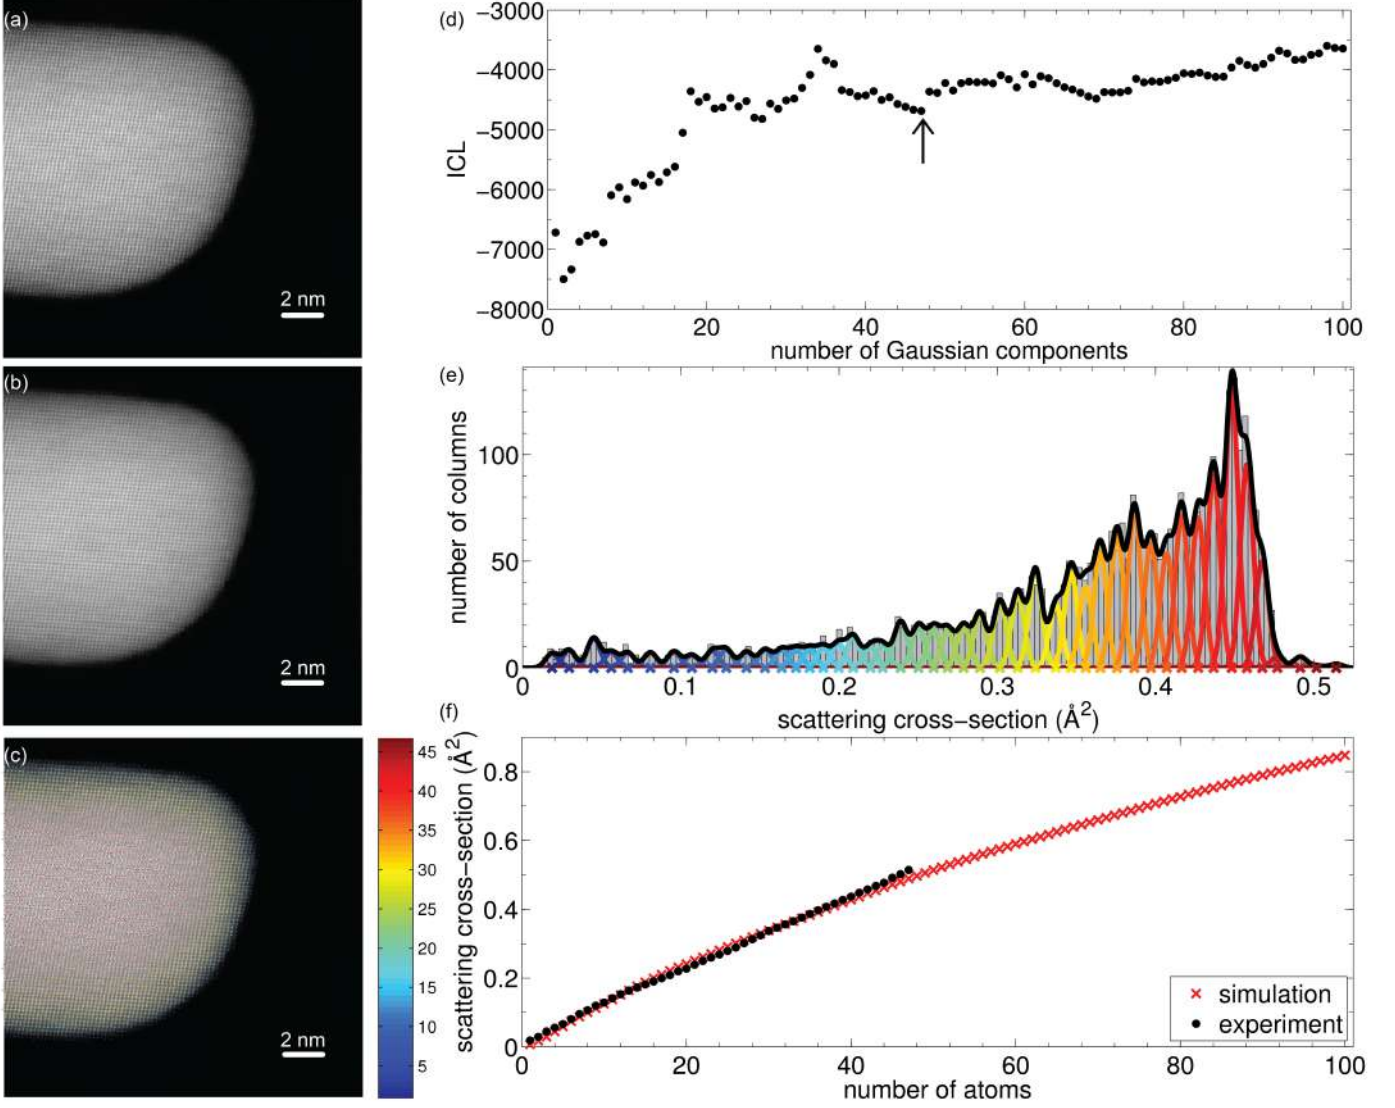 (a)
2 nm
(b)
2 nm
(c)
2 nm
45
40
35
30
25
20
15
10
5
(d)
−3000
−4000
−5000
−6000
−7000
−8000
ICL
0 20 40 60 80 100
number of Gaussian components
(e)
100
50
0
number of columns
0 0.1 0.2 0.3 0.4 0.5
scattering cross−section (Å²)
(f)
0.8
0.6
0.4
0.2
0
scattering cross−section (Å²)
simulation
experiment
0 20 40 60 80 100
number of atoms